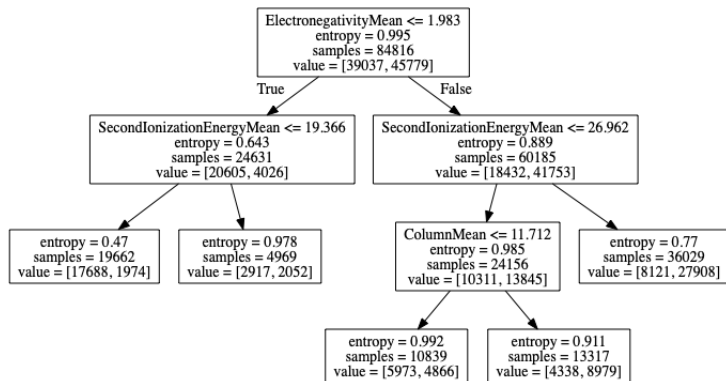 ElectronegativityMean <= 1.983
entropy = 0.995
samples = 84816
value = [39037, 45779]
True
False
SecondIonizationEnergyMean <= 19.366
entropy = 0.643
samples = 24631
value = [20605, 4026]
SecondIonizationEnergyMean <= 26.962
entropy = 0.889
samples = 60185
value = [18432, 41753]
entropy = 0.47
samples = 19662
value = [17688, 1974]
entropy = 0.978
samples = 4969
value = [2917, 2052]
ColumnMean <= 11.712
entropy = 0.985
samples = 24156
value = [10311, 13845]
entropy = 0.77
samples = 36029
value = [8121, 27908]
entropy = 0.992
samples = 10839
value = [5973, 4866]
entropy = 0.911
samples = 13317
value = [4338, 8979]